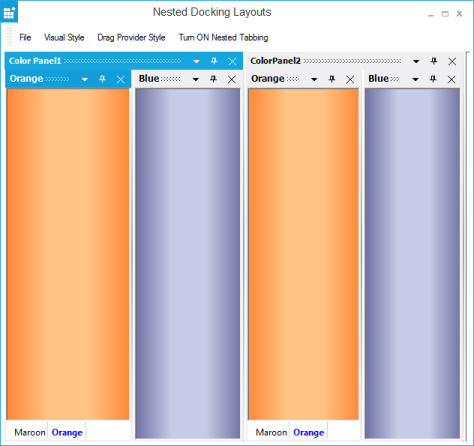 Nested Docking Layouts
File Visual Style Drag Provider Style Turn ON Nested Tabbing
Color Panel1 ColorPanel2
Orange Blue Orange Blue
Maroon Orange Maroon Orange